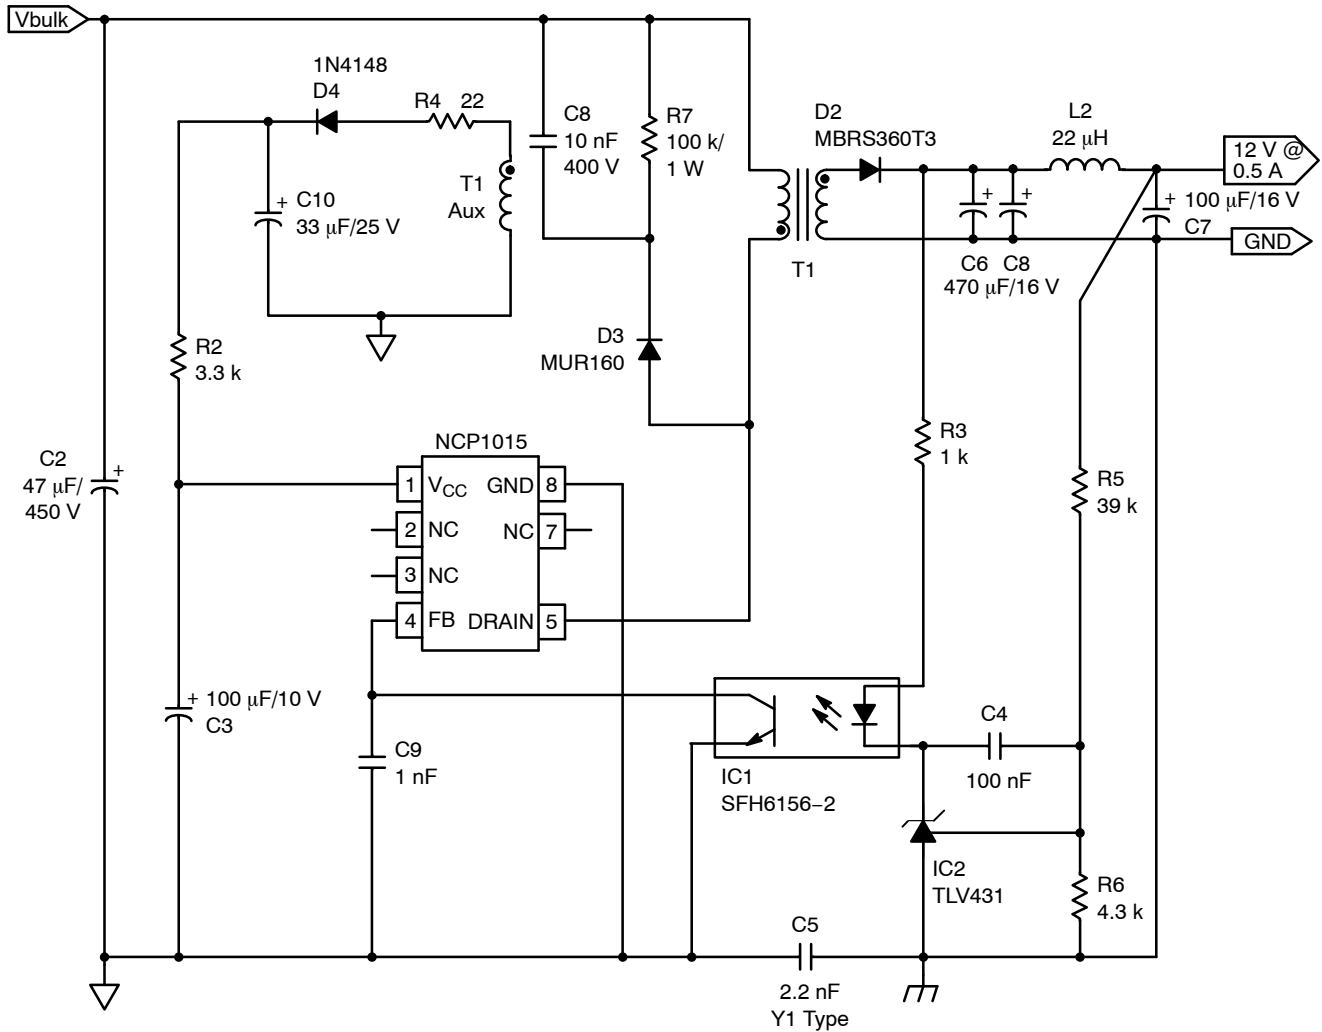 Vbulk
1N4148
D4
R4 22
C8
10 nF
400 V
R7
100 k/
1 W
D2
MBRS360T3
L2
22 μH
12 V @
0.5 A
T1
Aux
+ C10
33 μF/25 V
+
+
+ 100 μF/16 V
C7
GND
T1
C6 C8
470 μF/16 V
R2
3.3 k
D3
MUR160
R3
1 k
NCP1015
C2
47 μF/
450 V
+
1 VCC GND 8
2 NC NC 7
3 NC
4 FB DRAIN 5
R5
39 k
+ 100 μF/10 V
C3
C9
1 nF
IC1
SFH6156−2
C4
100 nF
IC2
TLV431
R6
4.3 k
C5
2.2 nF
Y1 Type